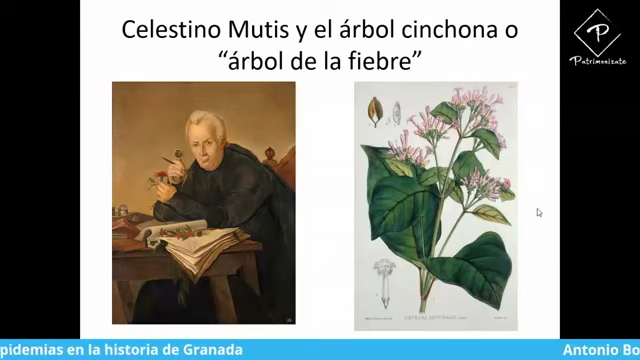 Celestino Mutis y el árbol cinchona o
“árbol de la fiebre”
P
Patrimonízate
pidemias en la historia de Granada
Antonio Bo